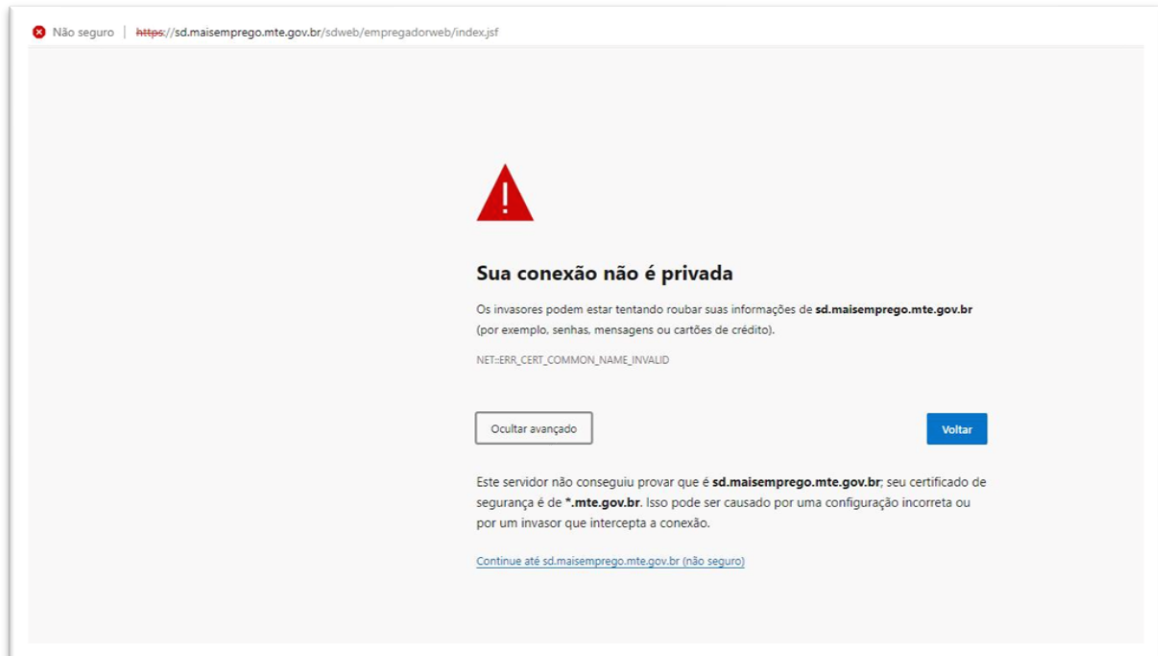 Não seguro | https://sd.maisemprego.mte.gov.br/sdweb/empregadorweb/index.jsf
Sua conexão não é privada
Os invasores podem estar tentando roubar suas informações de sd.maisemprego.mte.gov.br
(por exemplo, senhas, mensagens ou cartões de crédito).
NET::ERR_CERT_COMMON_NAME_INVALID
Ocultar avançado
Voltar
Este servidor não conseguiu provar que é sd.maisemprego.mte.gov.br; seu certificado de
segurança é de *.mte.gov.br. Isso pode ser causado por uma configuração incorreta ou
por um invasor que intercepta a conexão.
Continue até sd.maisemprego.mte.gov.br (não seguro)